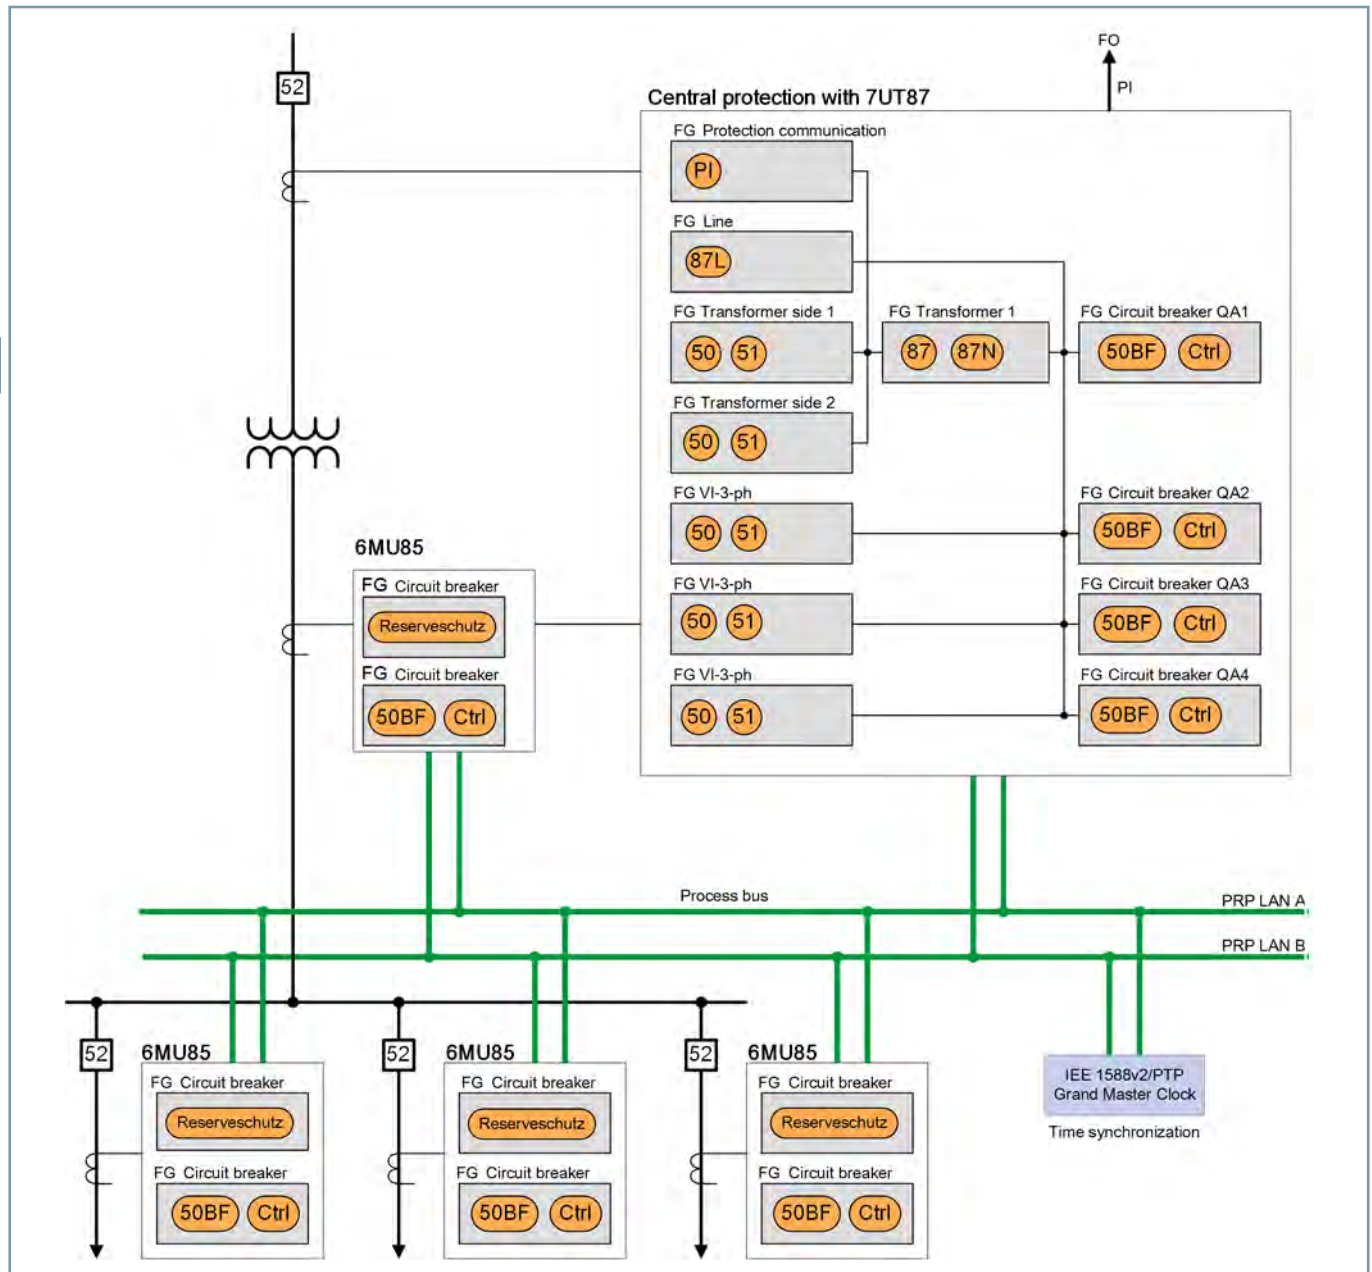 FO
PI
52
Central protection with 7UT87
FG Protection communication
PI
FG Line
87L
FG Transformer side 1
50 51
FG Transformer 1
87 87N
FG Circuit breaker QA1
50BF Ctrl
FG Transformer side 2
50 51
FG VI-3-ph
50 51
FG Circuit breaker QA2
50BF Ctrl
FG VI-3-ph
50 51
FG Circuit breaker QA3
50BF Ctrl
FG VI-3-ph
50 51
FG Circuit breaker QA4
50BF Ctrl
6MU85
FG Circuit breaker
Reserveschutz
FG Circuit breaker
50BF Ctrl
Process bus
PRP LAN A
PRP LAN B
52
6MU85
FG Circuit breaker
Reserveschutz
FG Circuit breaker
50BF Ctrl
52
6MU85
FG Circuit breaker
Reserveschutz
FG Circuit breaker
50BF Ctrl
52
6MU85
FG Circuit breaker
Reserveschutz
FG Circuit breaker
50BF Ctrl
IEE 1588v2/PTP
Grand Master Clock
Time synchronization